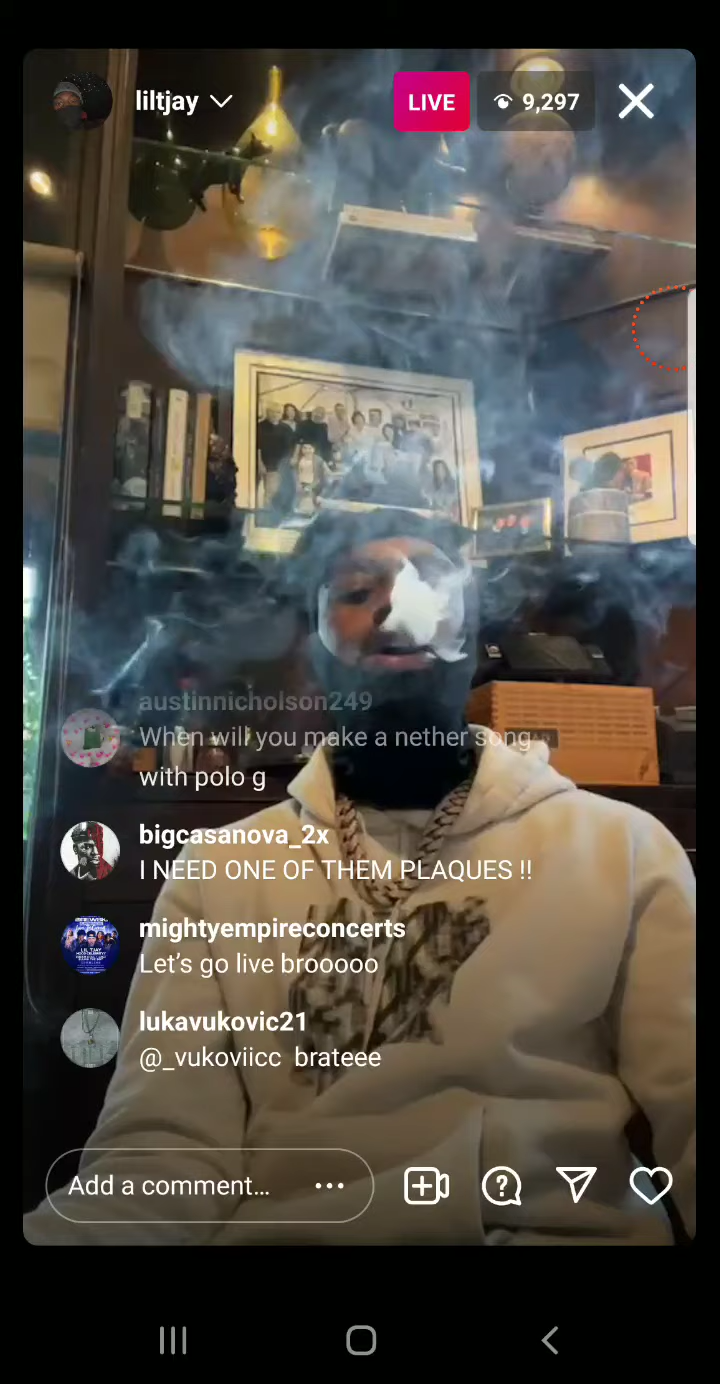 liltjay
LIVE
9,297
austinnicholson249
When will you make a nether song
with polo g
bigcasanova_2x
I NEED ONE OF THEM PLAQUES !!
mightyempireconcerts
Let's go live brooooo
lukavukovic21
@_vukoviicc brateee
Add a comment...